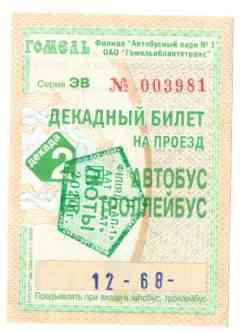 ГОМЕЛЬ
Филиал "Автобусный парк № 1
ОАО "Гомельоблавтотранс"
Серия ЭВ № 003981
ДЕКАДНЫЙ БИЛЕТ
НА ПРОЕЗД
декада
2
АВТОБУС
ТРОЛЛЕЙБУС
ЛЬГОТЫ
12-68-
Предъявлять при входе в автобус, троллейбус